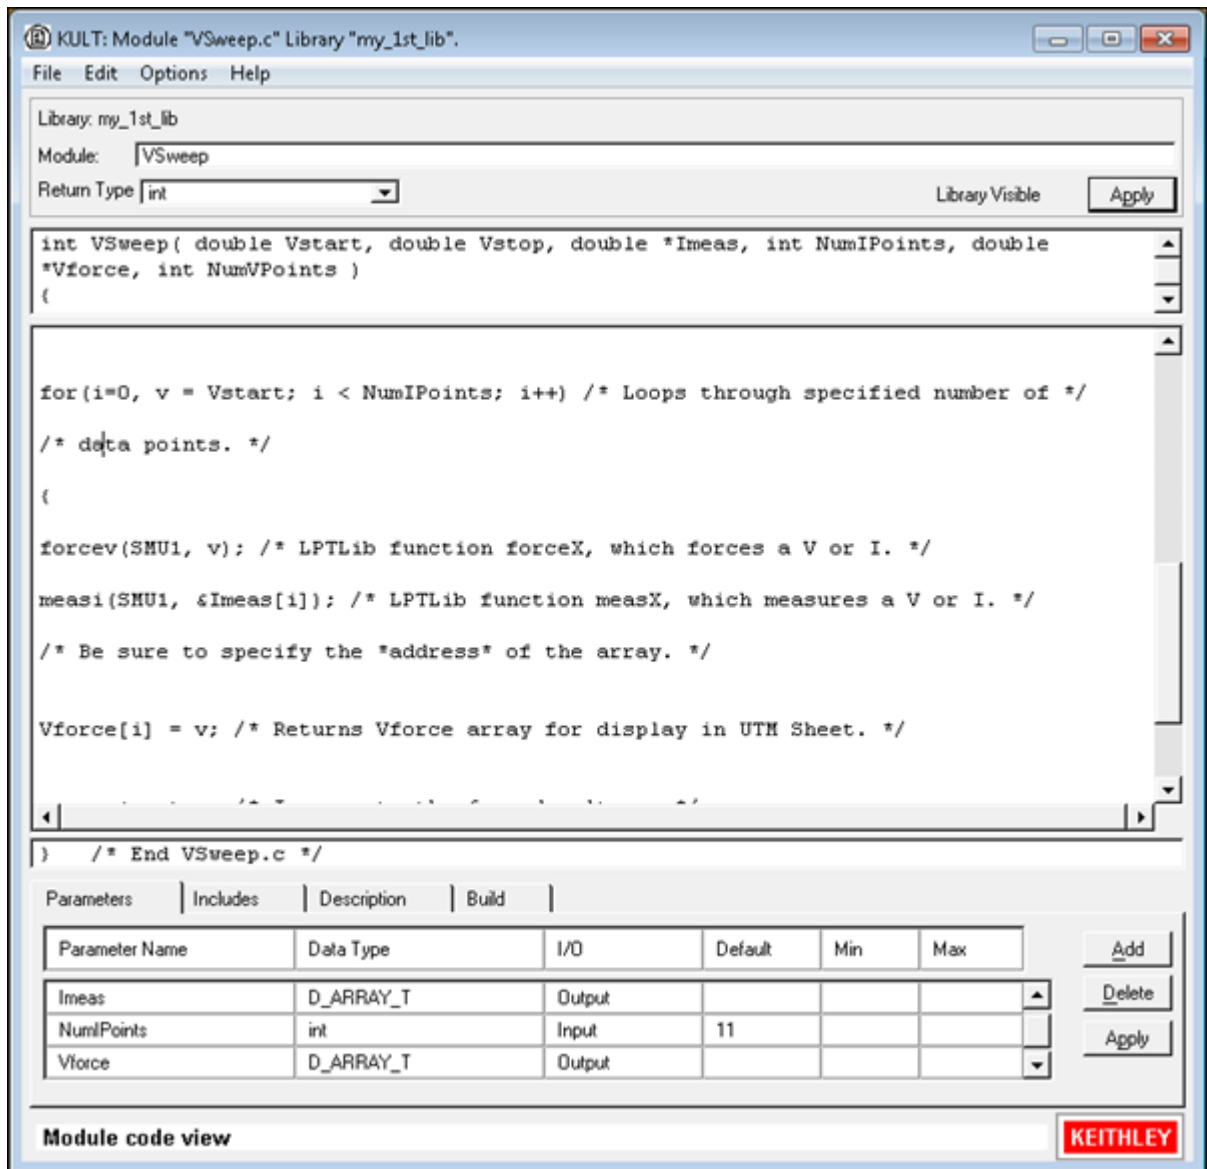 KULT: Module "VSweep.c" Library "my_1st_lib".
File Edit Options Help
Library: my_1st_lib
Module: VSweep
Return Type int Library Visible Apply
int VSweep( double Vstart, double Vstop, double *Imeas, int NumIPoints, double
*Vforce, int NumVPoints )
{
for(i=0, v = Vstart; i < NumIPoints; i++) /* Loops through specified number of */
/* data points. */
{
forcev(SMU1, v); /* LPTLib function forceX, which forces a V or I. */
measi(SMU1, &Imeas[i]); /* LPTLib function measX, which measures a V or I. */
/* Be sure to specify the *address* of the array. */
Vforce[i] = v; /* Returns Vforce array for display in UTM Sheet. */
} /* End VSweep.c */
Parameters Includes Description Build
Parameter Name Data Type I/O Default Min Max Add
Imeas D_ARRAY_T Output Delete
NumIPoints int Input 11
Apply
Vforce D_ARRAY_T Output
Module code view KEITHLEY